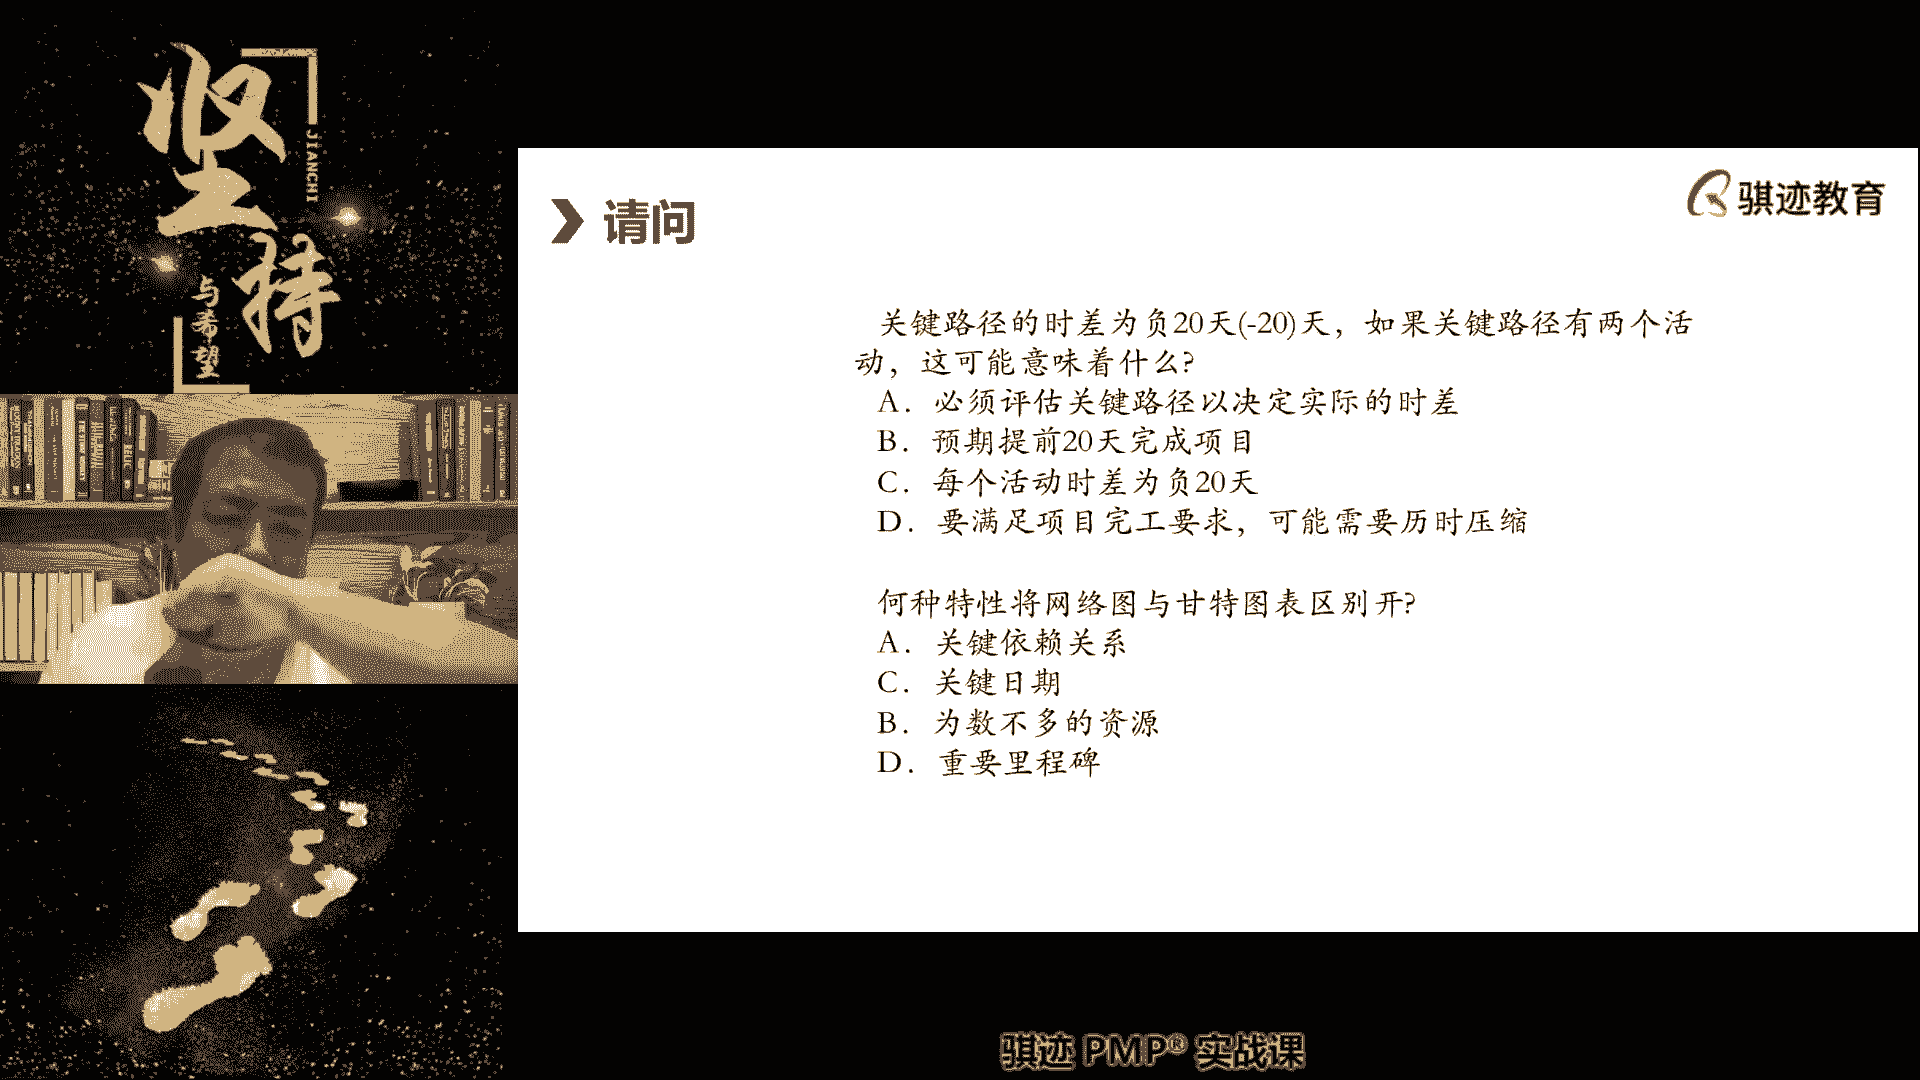 坚持
JIANCHI
与希望
请问
骐迹教育
关键路径的时差为负20天(-20)天，如果关键路径有两个活
动，这可能意味着什么?
A. 必须评估关键路径以决定实际的时差
B. 预期提前20天完成项目
C. 每个活动时差为负20天
D. 要满足项目完工要求，可能需要历时压缩
何种特性将网络图与甘特图表区别开?
A. 关键依赖关系
C. 关键日期
B. 为数不多的资源
D. 重要里程碑
骐迹 PMP® 实战课